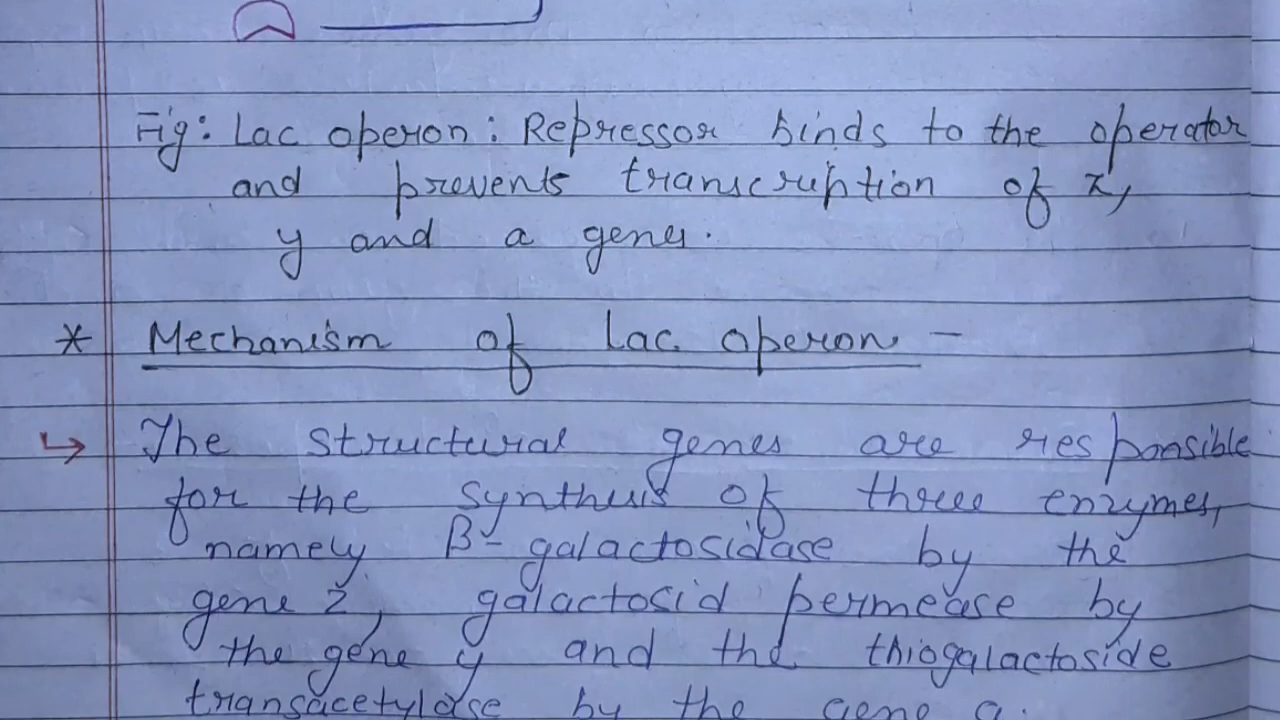 Fig: Lac operon: Repressor binds to the operator
and prevents transcription of z,
y and a genes.
* Mechanism of Lac operon -
↳ The structural genes are responsible
for the synthesis of three enzymes,
namely β-galactosidase by the
gene z, galactosid permease by
the gene y and the thiogalactoside
transacetylase by the gene a.